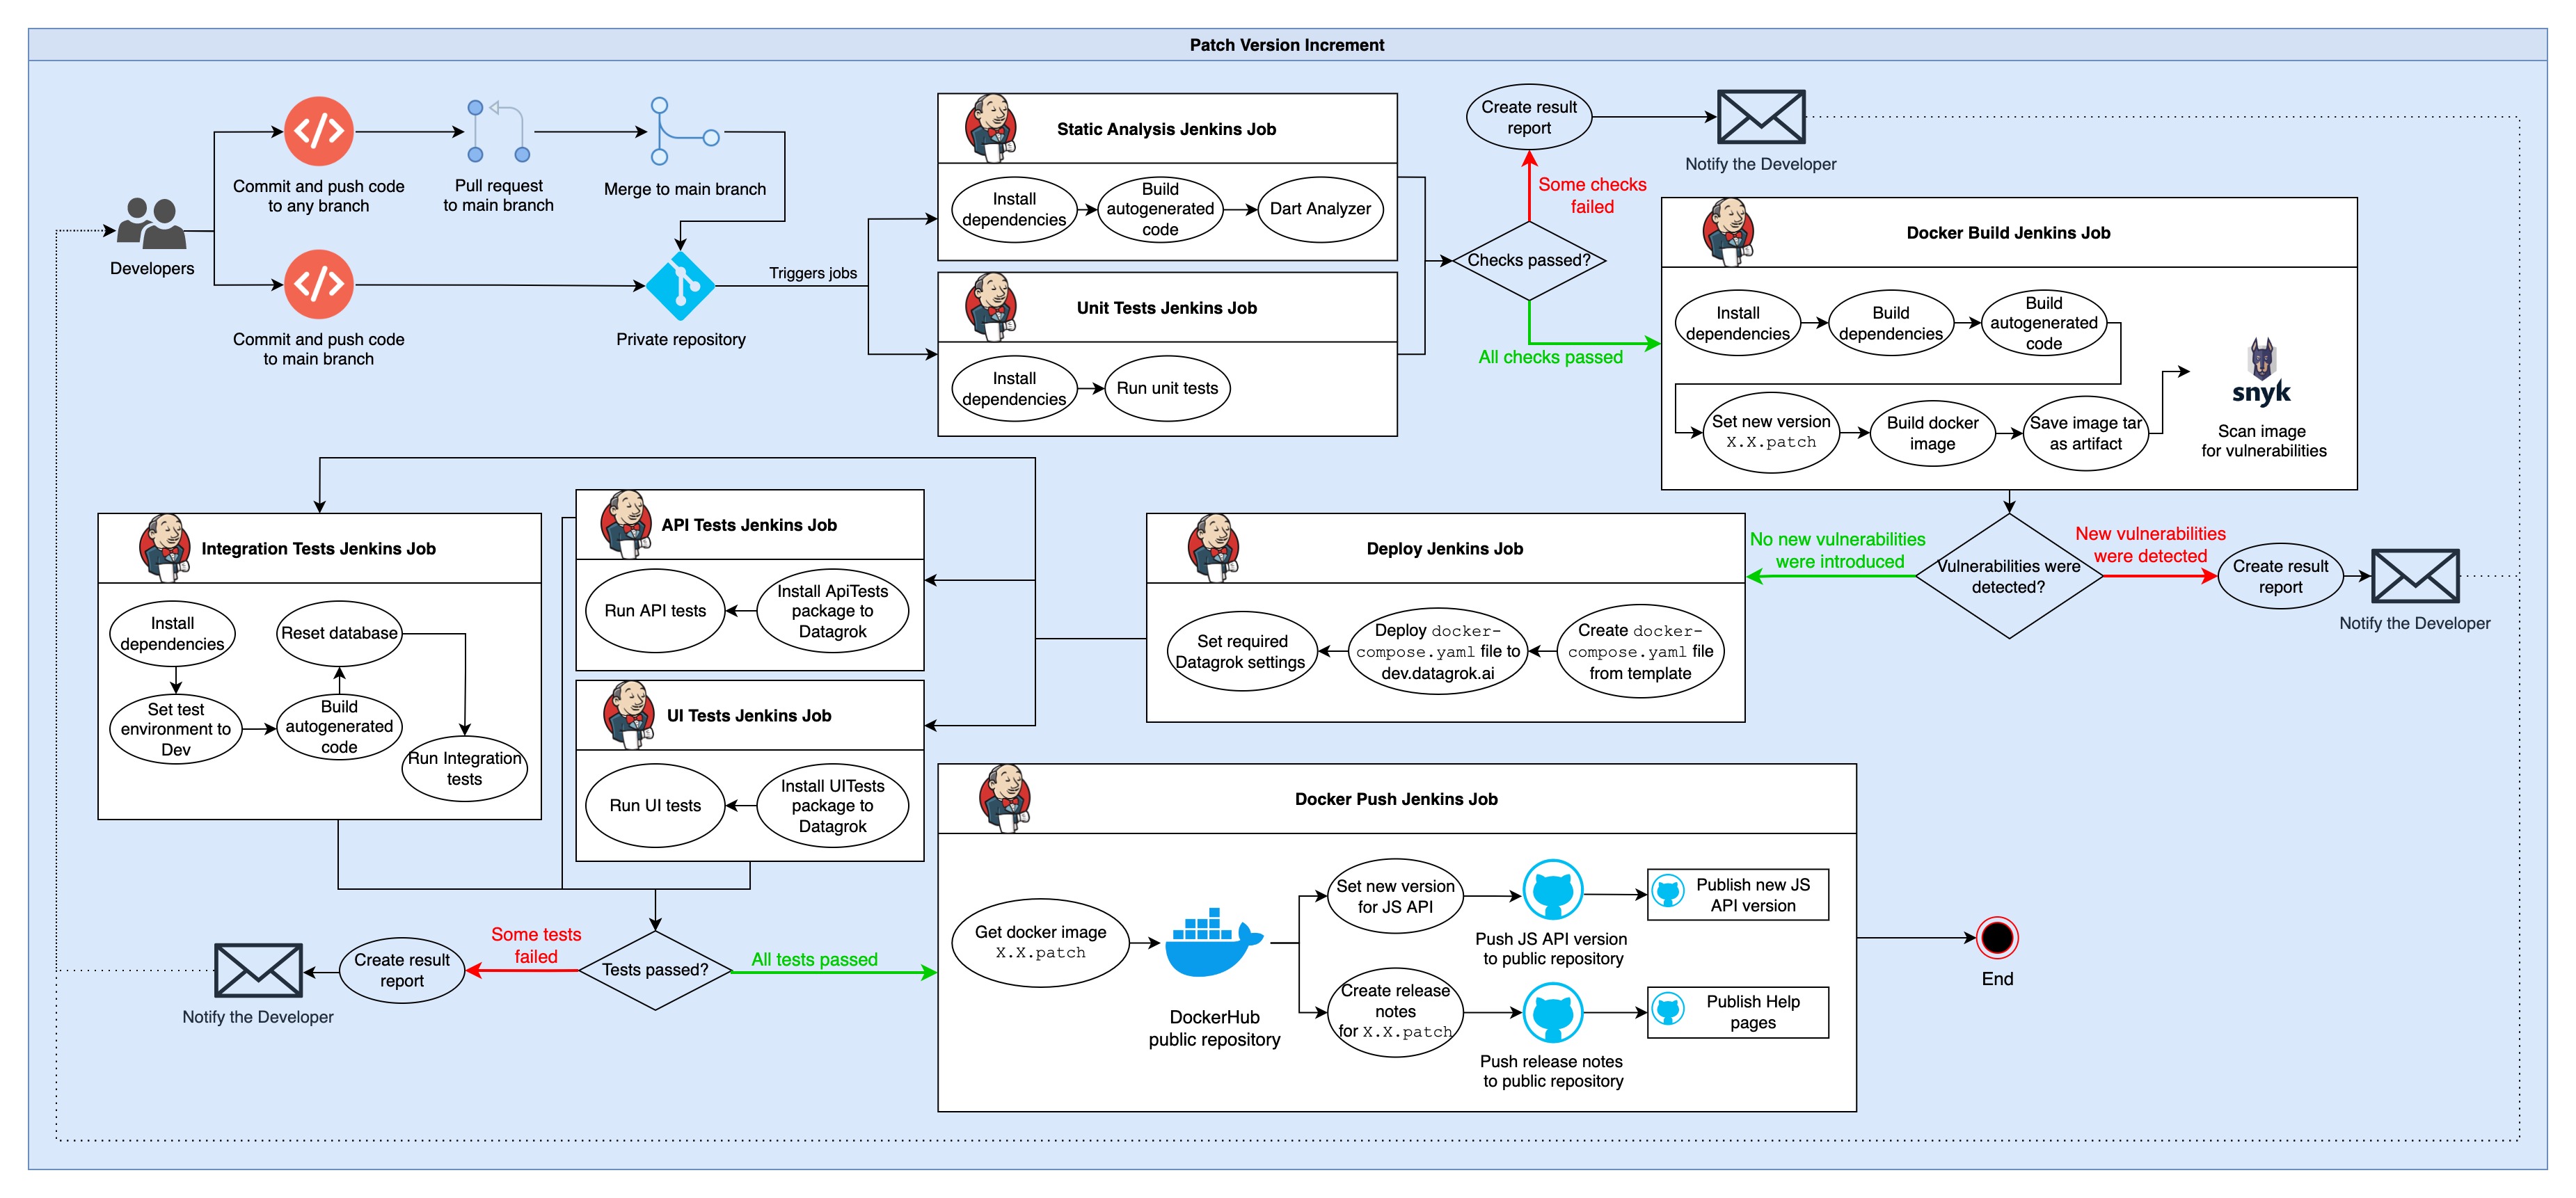 Patch Version Increment
Developers
Commit and push code
to any branch
Pull request
to main branch
Merge to main branch
Commit and push code
to main branch
Private repository
Triggers jobs
Static Analysis Jenkins Job
Install
dependencies
Build
autogenerated
code
Dart Analyzer
Unit Tests Jenkins Job
Install
dependencies
Run unit tests
Checks passed?
Some checks
failed
Create result
report
Notify the Developer
All checks passed
Docker Build Jenkins Job
Install
dependencies
Build
dependencies
Build
autogenerated
code
Set new version
X.X.patch
Build docker
image
Save image tar
as artifact
snyk
Scan image
for vulnerabilities
Vulnerabilities were
detected?
New vulnerabilities
were detected
Create result
report
Notify the Developer
No new vulnerabilities
were introduced
Deploy Jenkins Job
Create docker-
compose.yaml file
from template
Deploy docker-
compose.yaml file to
dev.datagrok.ai
Set required
Datagrok settings
API Tests Jenkins Job
Install ApiTests
package to
Datagrok
Run API tests
UI Tests Jenkins Job
Install UITests
package to
Datagrok
Run UI tests
Integration Tests Jenkins Job
Install
dependencies
Set test
environment to
Dev
Build
autogenerated
code
Reset database
Run Integration
tests
Tests passed?
Some tests
failed
Create result
report
Notify the Developer
All tests passed
Docker Push Jenkins Job
Get docker image
X.X.patch
DockerHub
public repository
Set new version
for JS API
Push JS API version
to public repository
Publish new JS
API version
Create release
notes
for X.X.patch
Push release notes
to public repository
Publish Help
pages
End